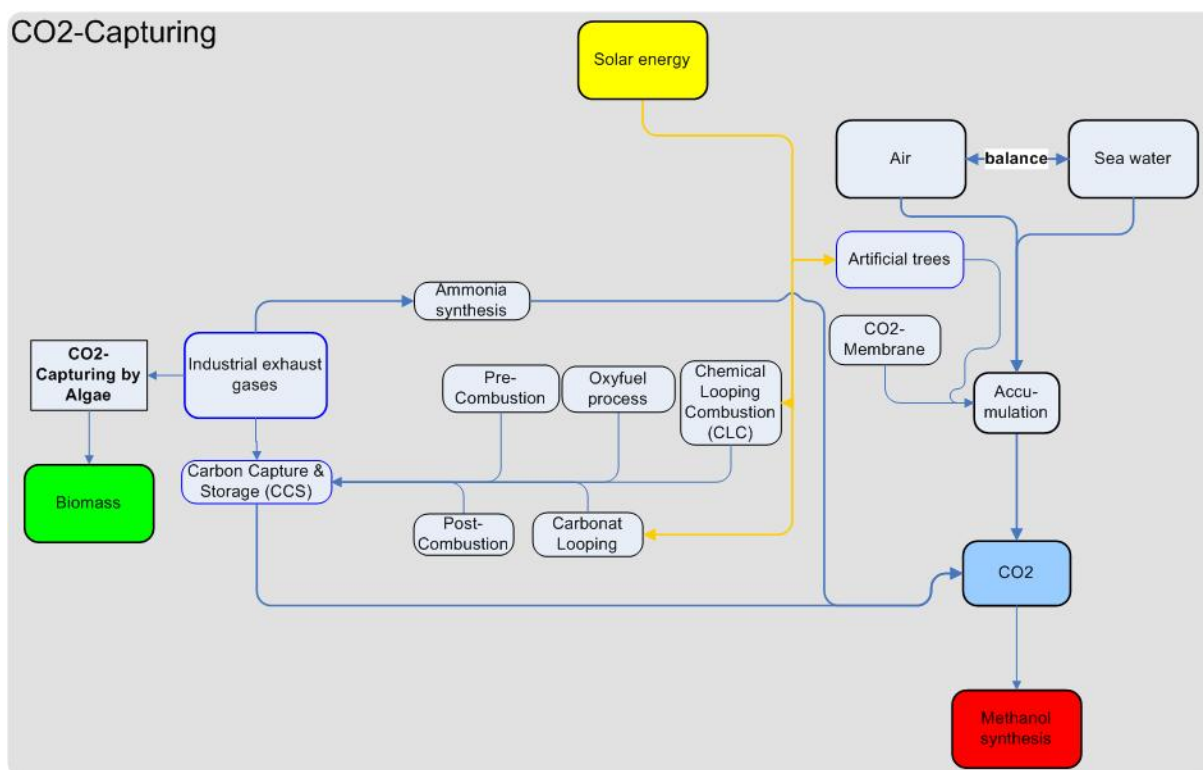 CO2-Capturing
Solar energy
Air
balance
Sea water
Artificial trees
Ammonia
synthesis
CO2-
Membrane
CO2-
Capturing by
Algae
Industrial exhaust
gases
Pre-
Combustion
Oxyfuel
process
Chemical
Looping
Combustion
(CLC)
Accu-
mulation
Carbon Capture &
Storage (CCS)
Biomass
Post-
Combustion
Carbonat
Looping
CO2
Methanol
synthesis